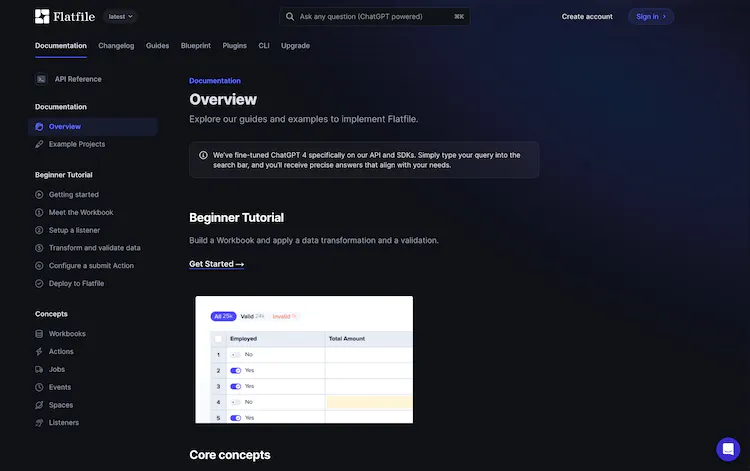 Flatfile
latest
Ask any question (ChatGPT powered)
⌘K
Create account
Sign in
Documentation
Changelog
Guides
Blueprint
Plugins
CLI
Upgrade
API Reference
Documentation
Overview
Example Projects
Beginner Tutorial
Getting started
Meet the Workbook
Setup a listener
Transform and validate data
Configure a submit Action
Deploy to Flatfile
Concepts
Workbooks
Actions
Jobs
Events
Spaces
Listeners
Documentation
Overview
Explore our guides and examples to implement Flatfile.
We've fine-tuned ChatGPT 4 specifically on our API and SDKs. Simply type your query into the
search bar, and you'll receive precise answers that align with your needs.
Beginner Tutorial
Build a Workbook and apply a data transformation and a validation.
Get Started →
All 25k Valid 24k Invalid
Employed Total Amount
1 No
2 Yes
3 Yes
4 No
5 Yes
Core concepts